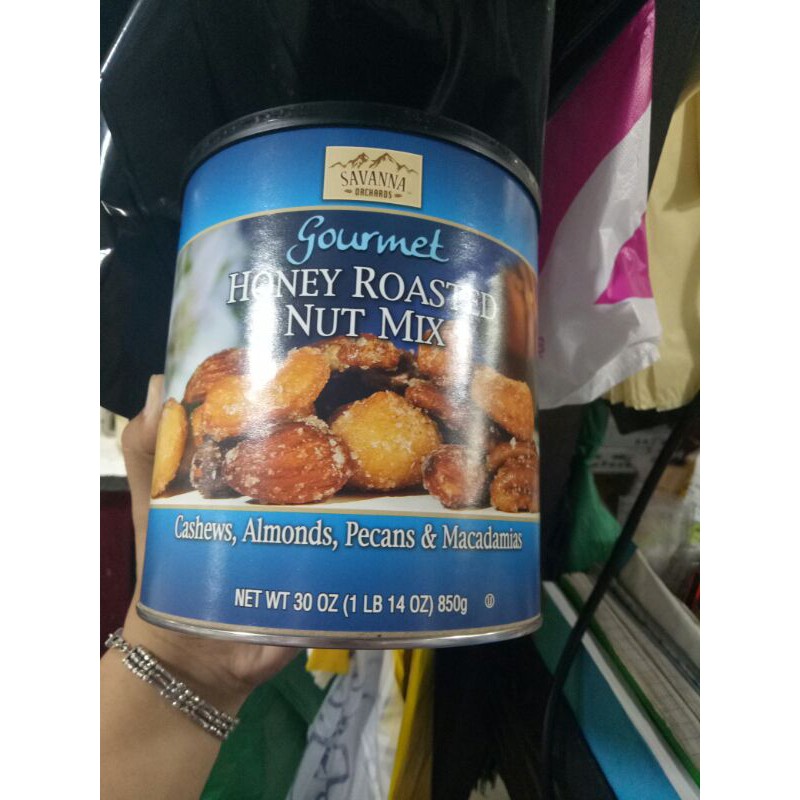 SAVANNA
ORCHARDS
Gourmet
HONEY ROASTED
NUT MIX
Cashews, Almonds, Pecans & Macadamias
NET WT 30 OZ (1 LB 14 OZ) 850g